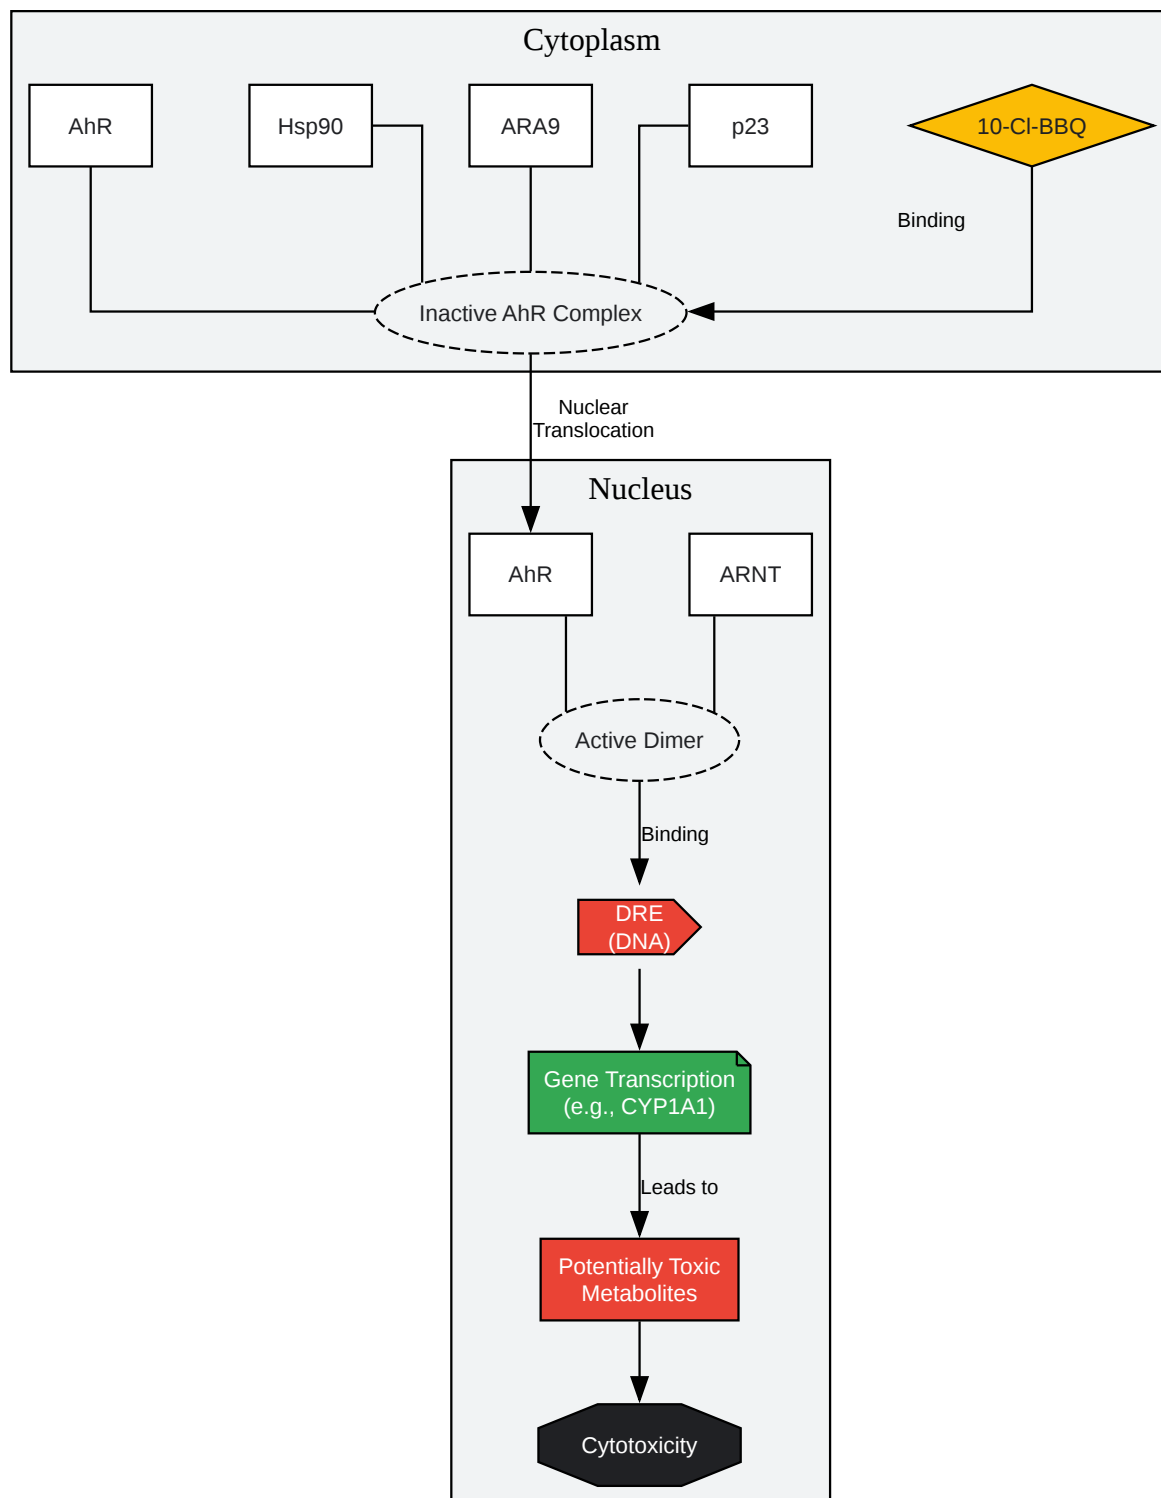 Cytoplasm
AhR
Hsp90
ARA9
p23
10-Cl-BBQ
Binding
Inactive AhR Complex
Nuclear
Translocation
Nucleus
AhR
ARNT
Active Dimer
Binding
DRE
(DNA)
Gene Transcription
(e.g., CYP1A1)
Leads to
Potentially Toxic
Metabolites
Cytotoxicity